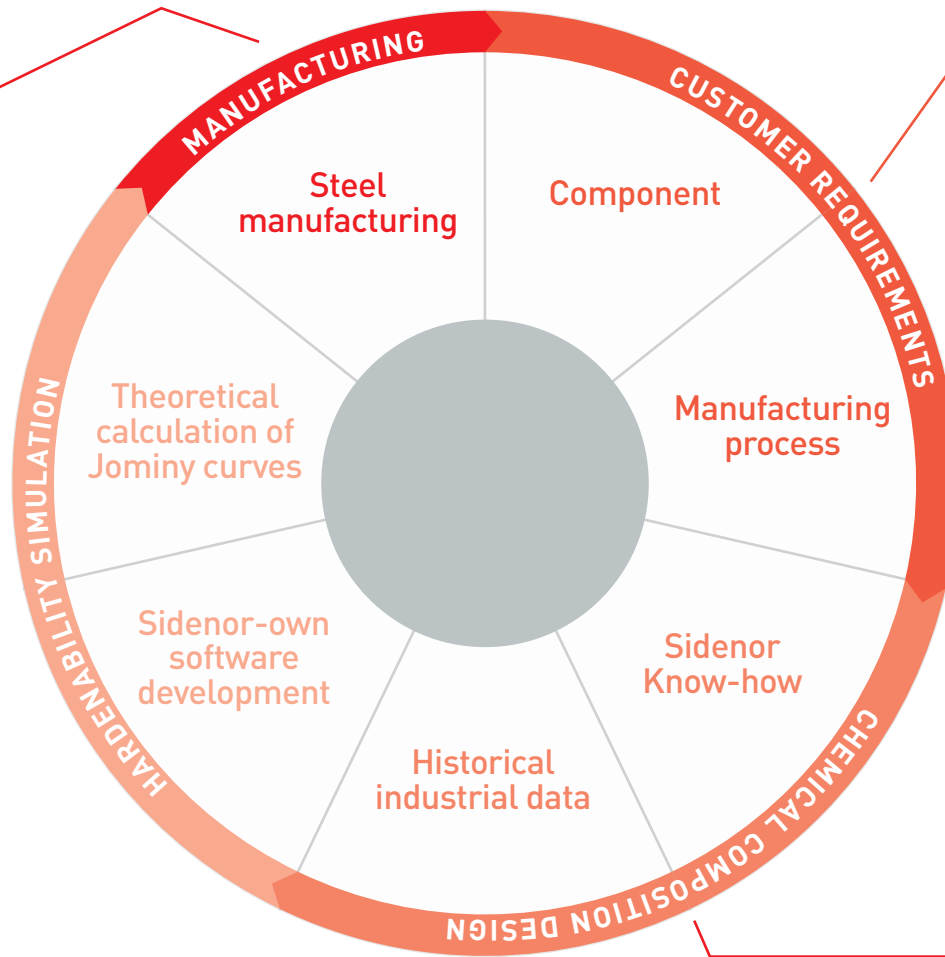 MANUFACTURING
CUSTOMER REQUIREMENTS
Steel
manufacturing
Component
Manufacturing
process
Sidenor
Know-how
CHEMICAL COMPOSITION DESIGN
Historical
industrial data
Sidenor-own
software
development
HARDENABILITY SIMULATION
Theoretical
calculation of
Jominy curves